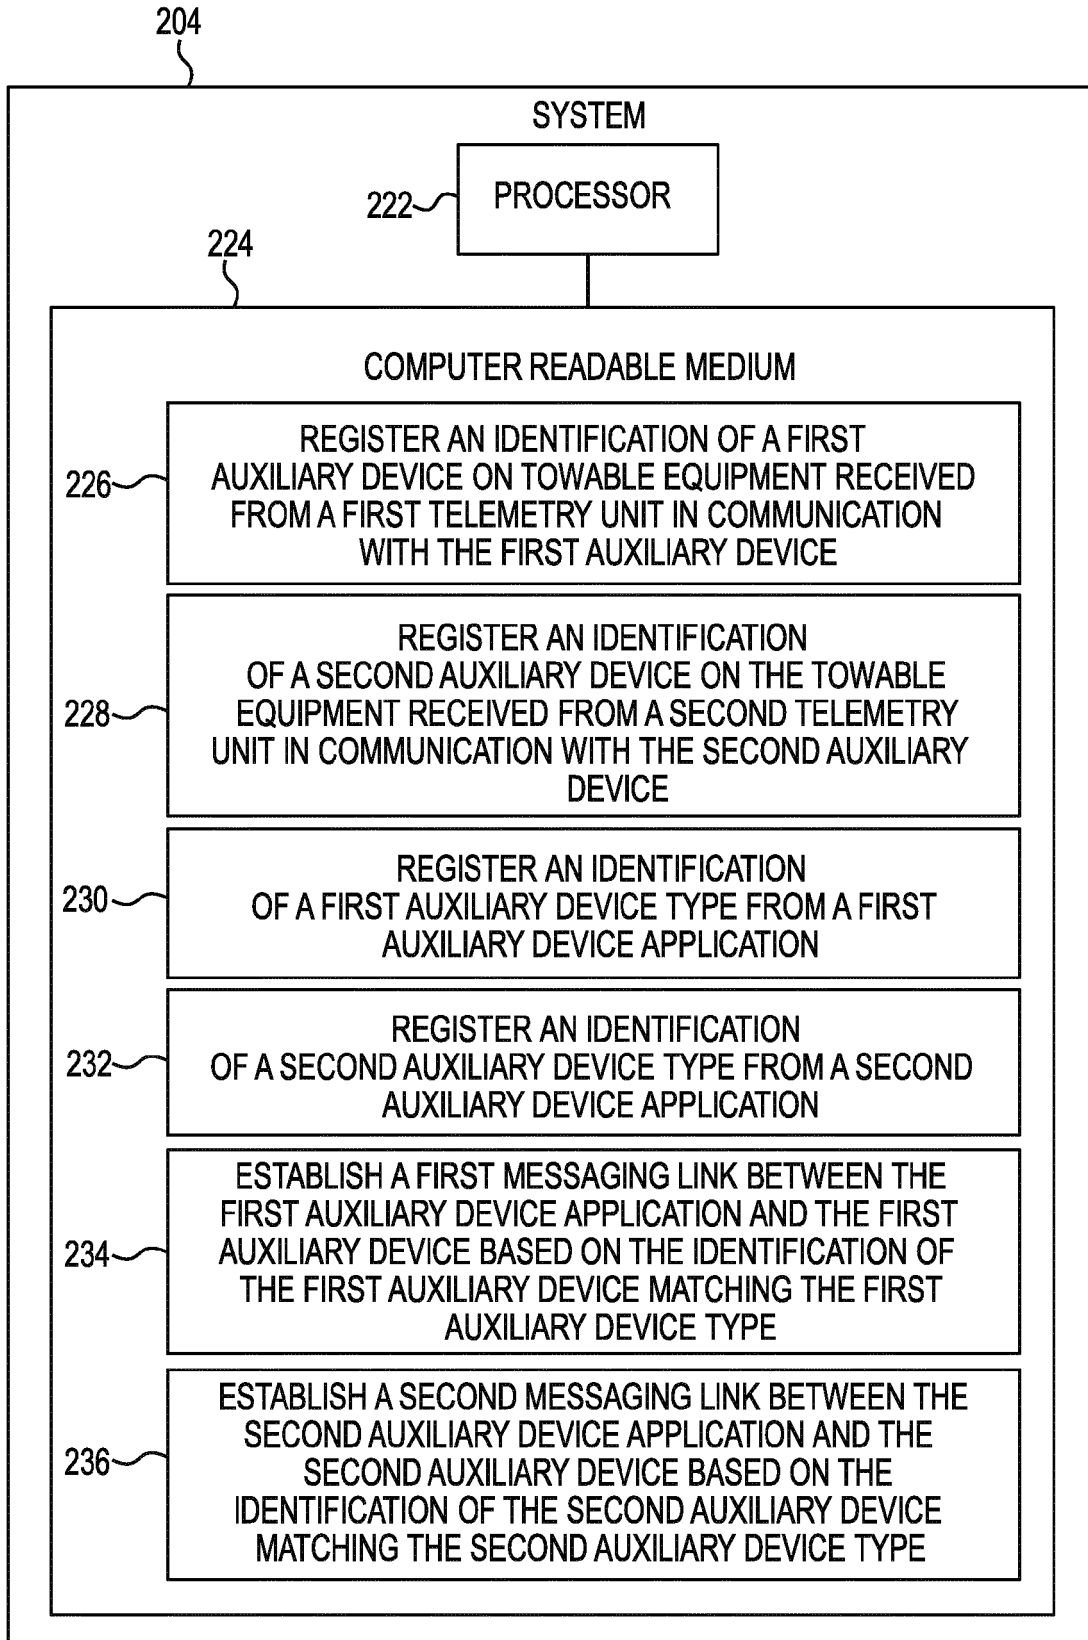 204
SYSTEM
PROCESSOR
222
224
COMPUTER READABLE MEDIUM
REGISTER AN IDENTIFICATION OF A FIRST
AUXILIARY DEVICE ON TOWABLE EQUIPMENT RECEIVED
FROM A FIRST TELEMETRY UNIT IN COMMUNICATION
WITH THE FIRST AUXILIARY DEVICE
226
REGISTER AN IDENTIFICATION
OF A SECOND AUXILIARY DEVICE ON THE TOWABLE
EQUIPMENT RECEIVED FROM A SECOND TELEMETRY
UNIT IN COMMUNICATION WITH THE SECOND AUXILIARY
DEVICE
228
REGISTER AN IDENTIFICATION
OF A FIRST AUXILIARY DEVICE TYPE FROM A FIRST
AUXILIARY DEVICE APPLICATION
230
REGISTER AN IDENTIFICATION
OF A SECOND AUXILIARY DEVICE TYPE FROM A SECOND
AUXILIARY DEVICE APPLICATION
232
ESTABLISH A FIRST MESSAGING LINK BETWEEN THE
FIRST AUXILIARY DEVICE APPLICATION AND THE FIRST
AUXILIARY DEVICE BASED ON THE IDENTIFICATION OF
THE FIRST AUXILIARY DEVICE MATCHING THE FIRST
AUXILIARY DEVICE TYPE
234
ESTABLISH A SECOND MESSAGING LINK BETWEEN THE
SECOND AUXILIARY DEVICE APPLICATION AND THE
SECOND AUXILIARY DEVICE BASED ON THE
IDENTIFICATION OF THE SECOND AUXILIARY DEVICE
MATCHING THE SECOND AUXILIARY DEVICE TYPE
236